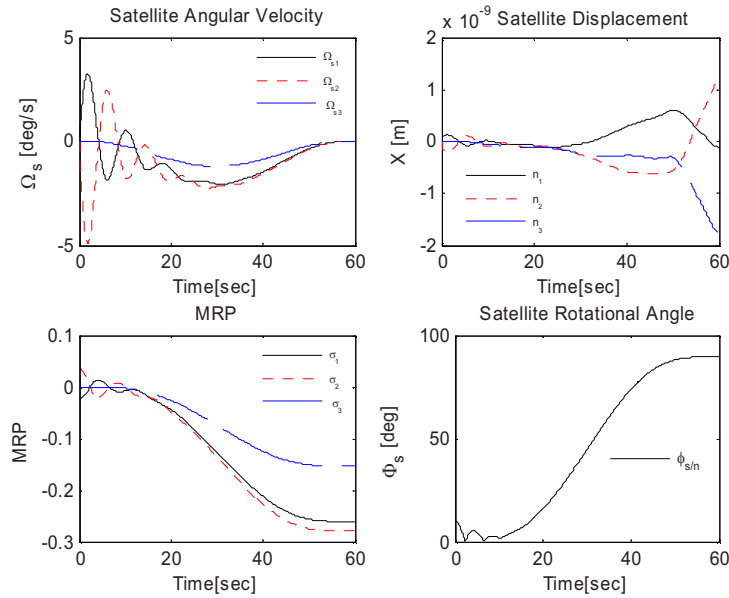 Satellite Angular Velocity
5
0
-5
0 20 40 60
Ω_s [deg/s]
Time[sec]
Ω_s1
Ω_s2
Ω_s3
x 10^-9 Satellite Displacement
2
1
0
-1
-2
0 20 40 60
X [m]
Time[sec]
n_1
n_2
n_3
MRP
0.1
0
-0.1
-0.2
-0.3
0 20 40 60
MRP
Time[sec]
σ_1
σ_2
σ_3
Satellite Rotational Angle
100
50
0
0 20 40 60
Φ_s [deg]
Time[sec]
ϕ_s/n